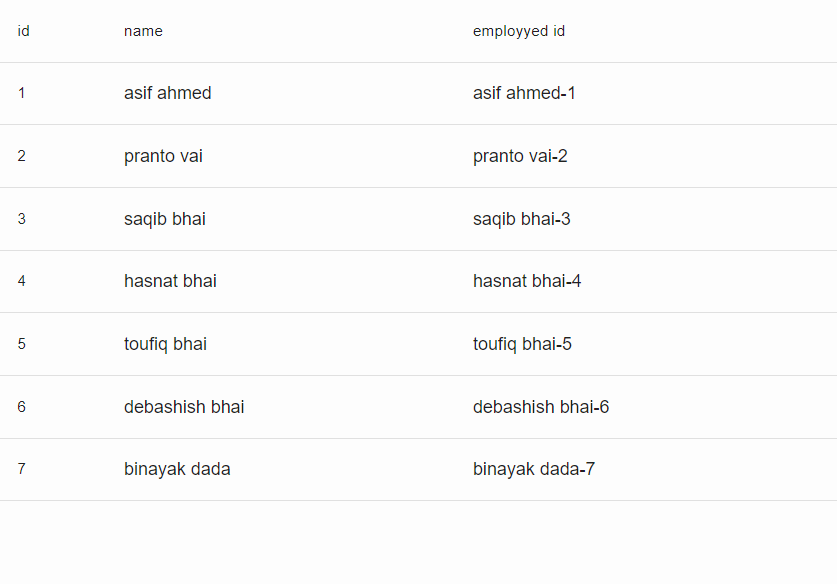 id name employyed id
1 asif ahmed asif ahmed-1
2 pranto vai pranto vai-2
3 saqib bhai saqib bhai-3
4 hasnat bhai hasnat bhai-4
5 toufiq bhai toufiq bhai-5
6 debashish bhai debashish bhai-6
7 binayak dada binayak dada-7